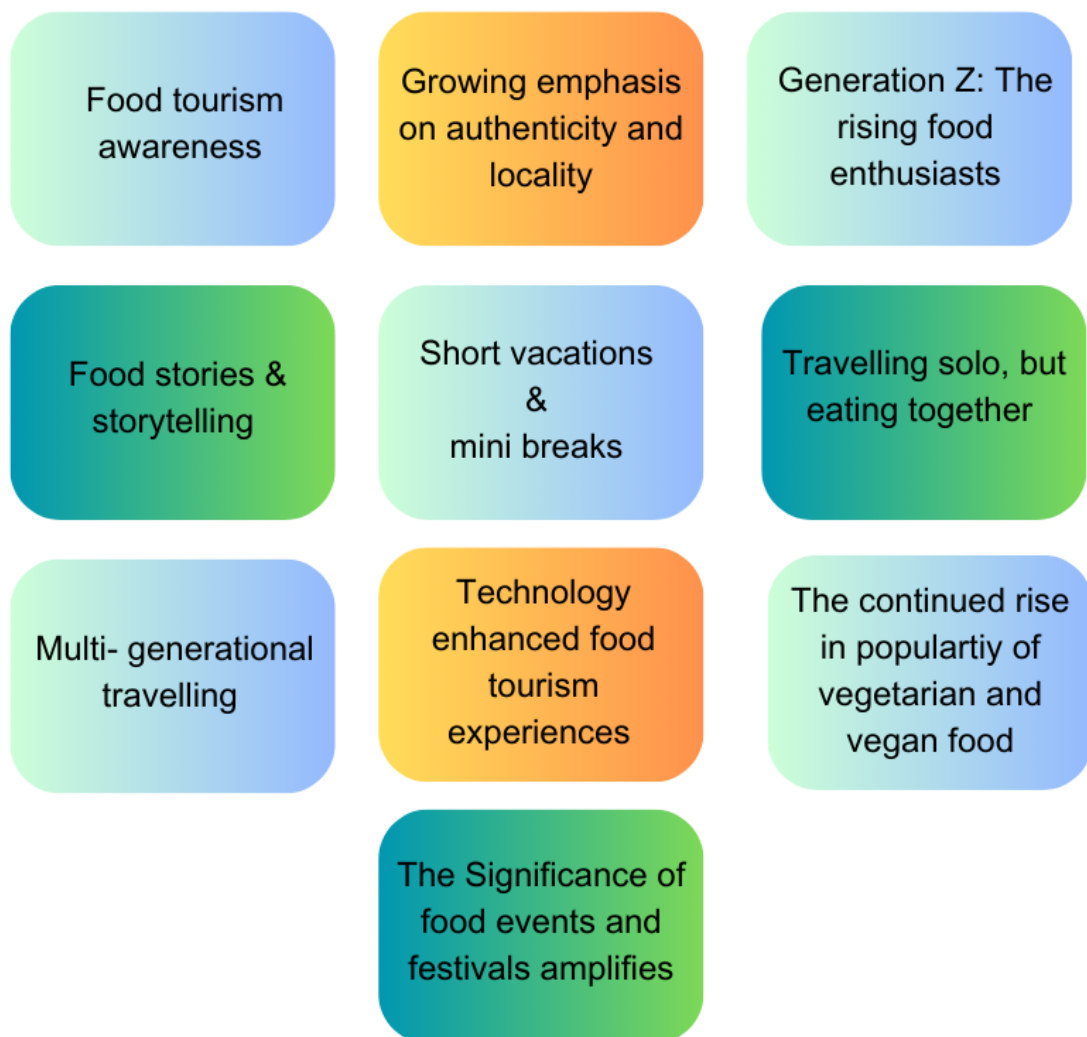 Food tourism
awareness
Growing emphasis
on authenticity and
locality
Generation Z: The
rising food
enthusiasts
Food stories &
storytelling
Short vacations
&
mini breaks
Travelling solo, but
eating together
Multi- generational
travelling
Technology
enhanced food
tourism
experiences
The continued rise
in populartiy of
vegetarian and
vegan food
The Significance of
food events and
festivals amplifies